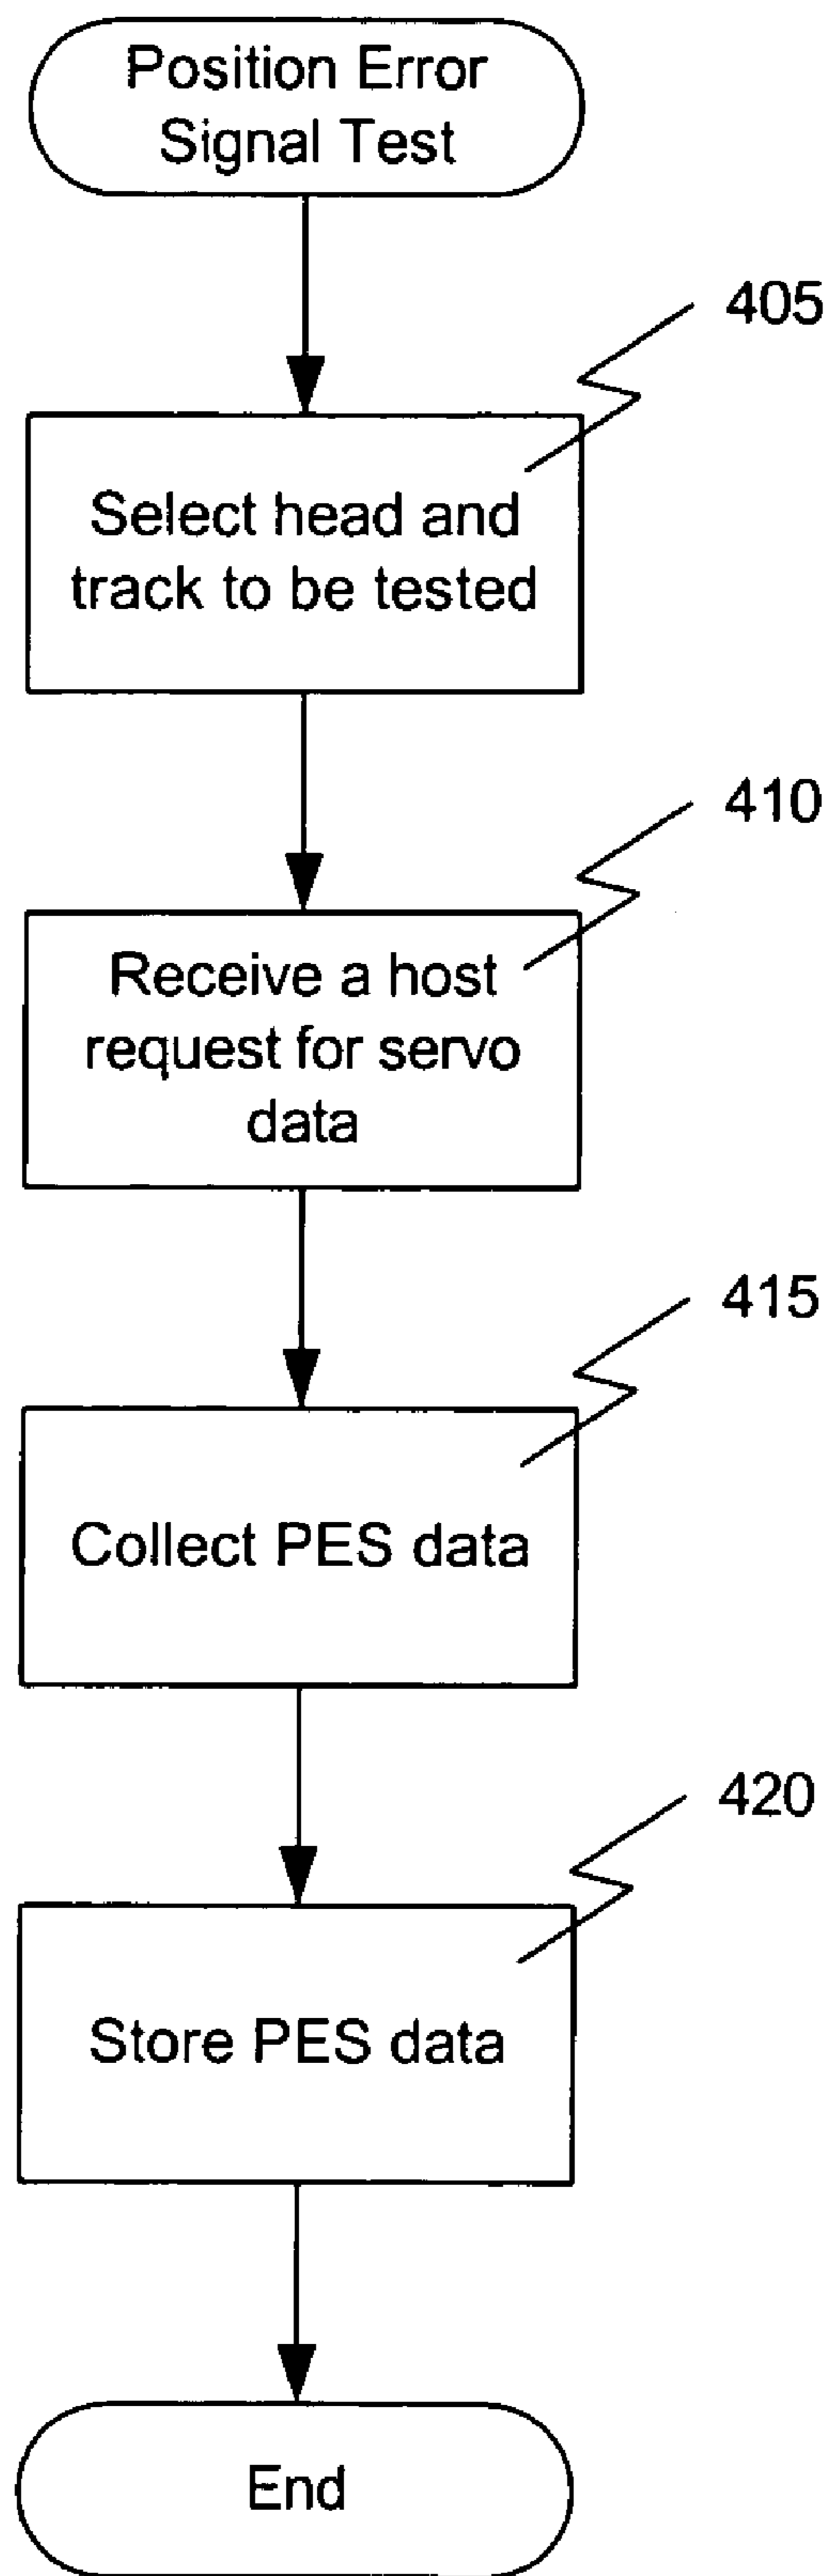 Position Error
Signal Test
405
Select head and
track to be tested
410
Receive a host
request for servo
data
415
Collect PES data
420
Store PES data
End